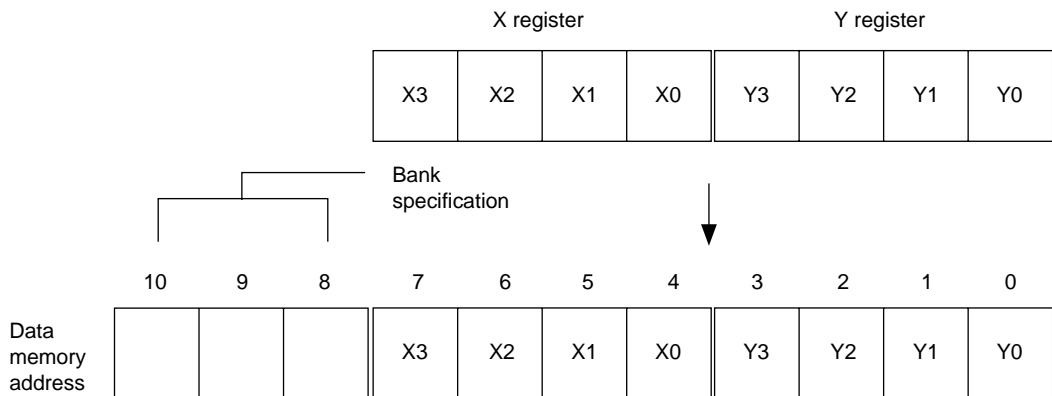 X register Y register
X3 X2 X1 X0 Y3 Y2 Y1 Y0
Bank
specification
10 9 8 7 6 5 4 3 2 1 0
Data
memory
address
X3 X2 X1 X0 Y3 Y2 Y1 Y0